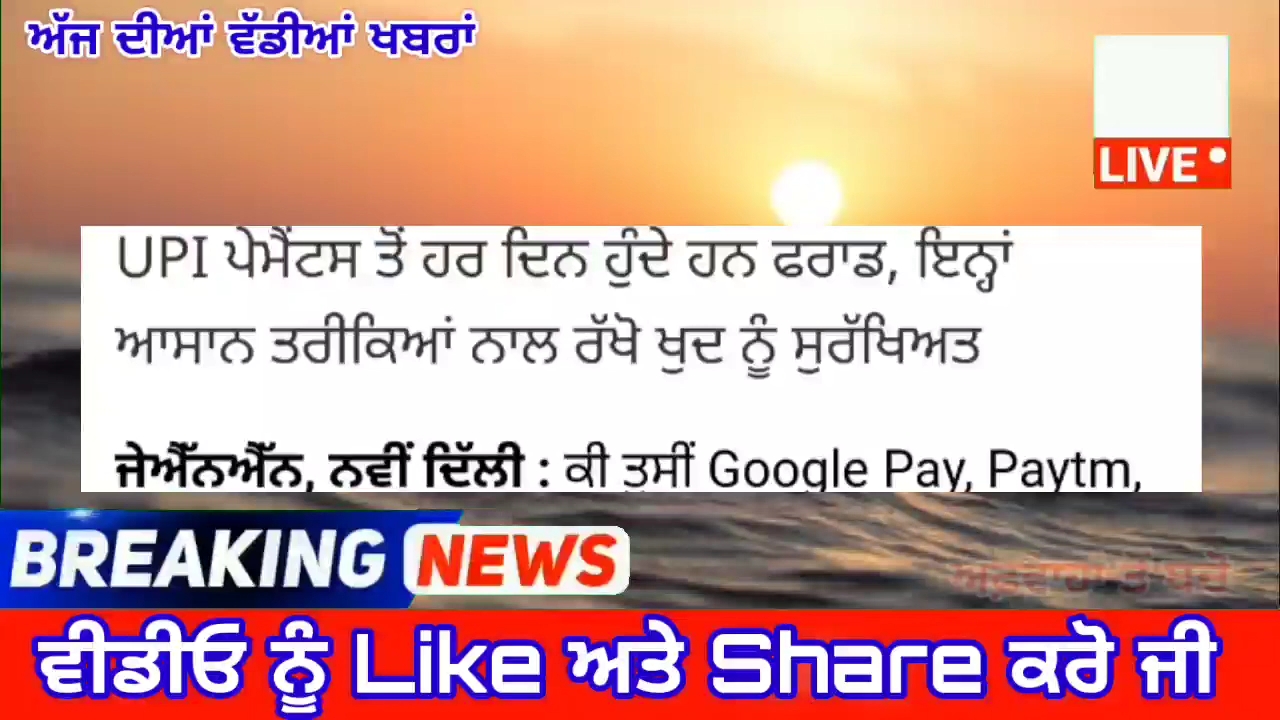 ਅੱਜ ਦੀਆਂ ਵੱਡੀਆਂ ਖਬਰਾਂ
LIVE
UPI ਪੇਮੈਂਟਸ ਤੋਂ ਹਰ ਦਿਨ ਹੁੰਦੇ ਹਨ ਫਰਾਡ, ਇਨ੍ਹਾਂ
ਆਸਾਨ ਤਰੀਕਿਆਂ ਨਾਲ ਰੱਖੋ ਖੁਦ ਨੂੰ ਸੁਰੱਖਿਅਤ
ਜੇਐੱਨਐੱਨ, ਨਵੀਂ ਦਿੱਲੀ : ਕੀ ਤੁਸੀਂ Google Pay, Paytm,
BREAKING NEWS
ਵੀਡੀਓ ਨੂੰ Like ਅਤੇ Share ਕਰੋ ਜੀ